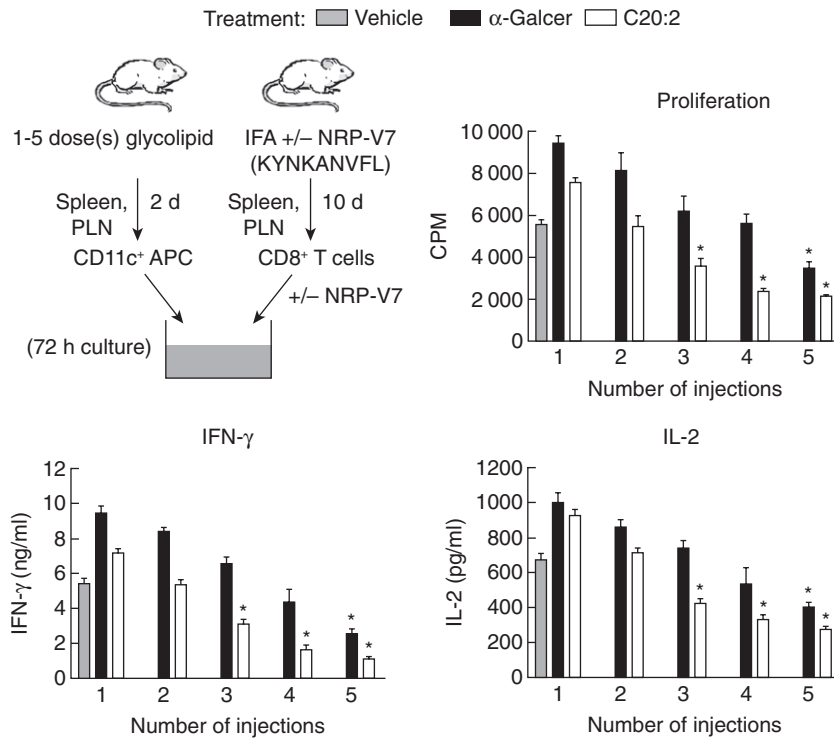 Treatment: Vehicle α-Galcer C20:2
1-5 dose(s) glycolipid
IFA +/– NRP-V7
(KYNKANVFL)
Spleen,
PLN
2 d
Spleen,
PLN
10 d
CD11c⁺ APC
CD8⁺ T cells
+/– NRP-V7
(72 h culture)
Proliferation
CPM
10 000
8 000
6 000
4 000
2 000
0
* * * * 
1 2 3 4 5
Number of injections
IFN-γ
IFN-γ (ng/ml)
12
10
8
6
4
2
0
* * * *
1 2 3 4 5
Number of injections
IL-2
IL-2 (pg/ml)
1200
1000
800
600
400
200
0
* * * *
1 2 3 4 5
Number of injections